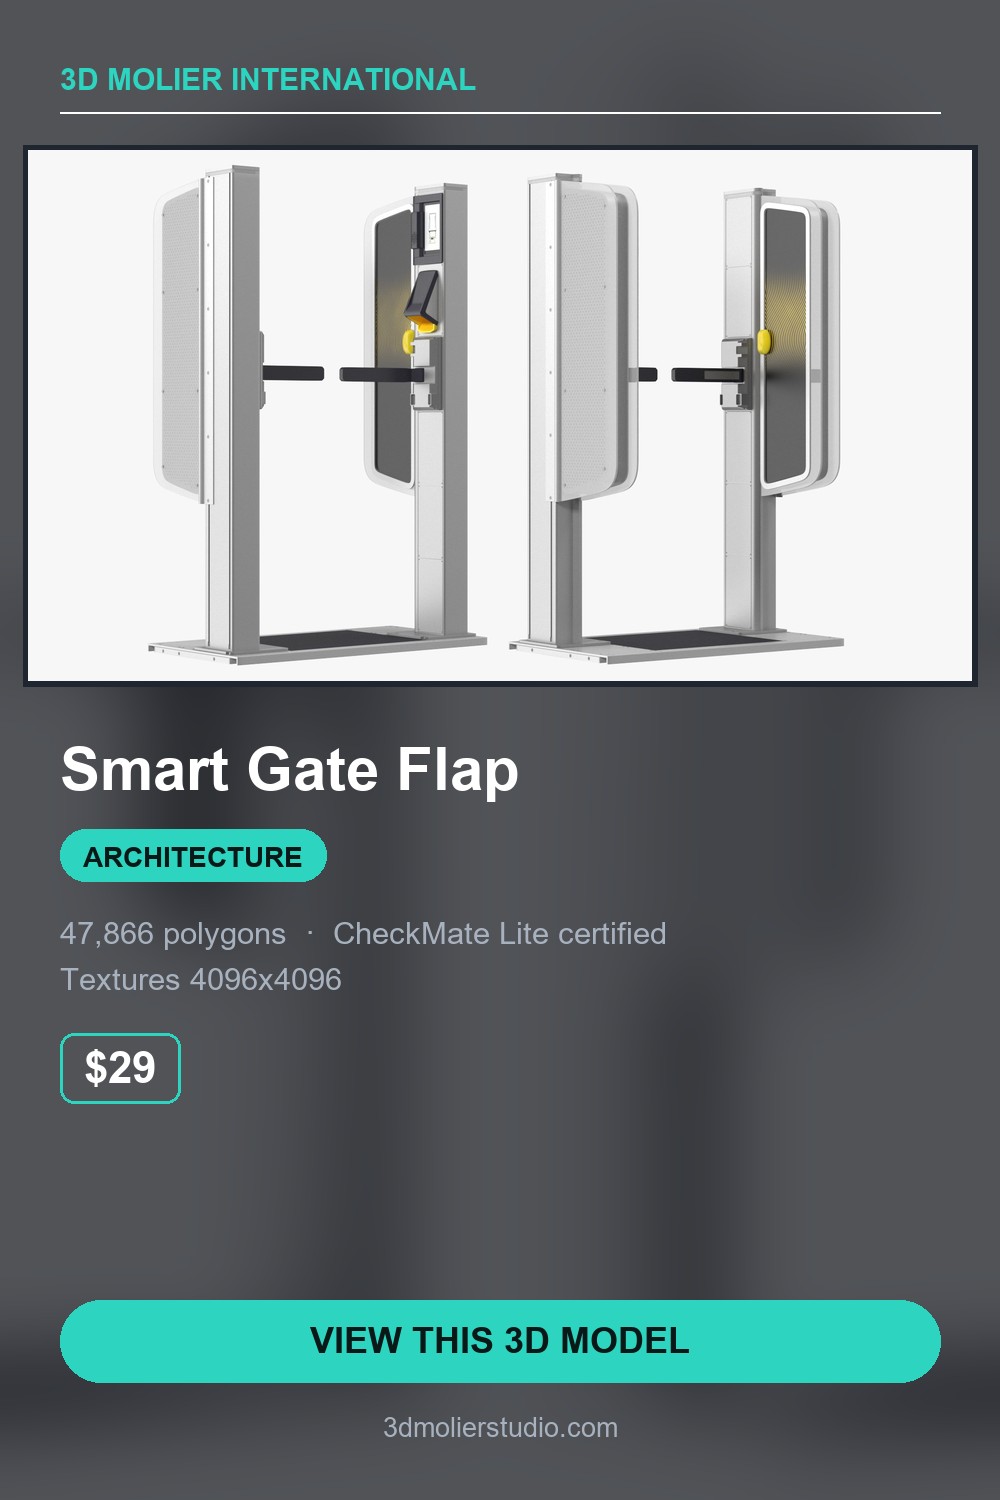 3D MOLIER INTERNATIONAL
Smart Gate Flap
ARCHITECTURE
47,866 polygons · CheckMate Lite certified
Textures 4096x4096
$29
VIEW THIS 3D MODEL
3dmolierstudio.com